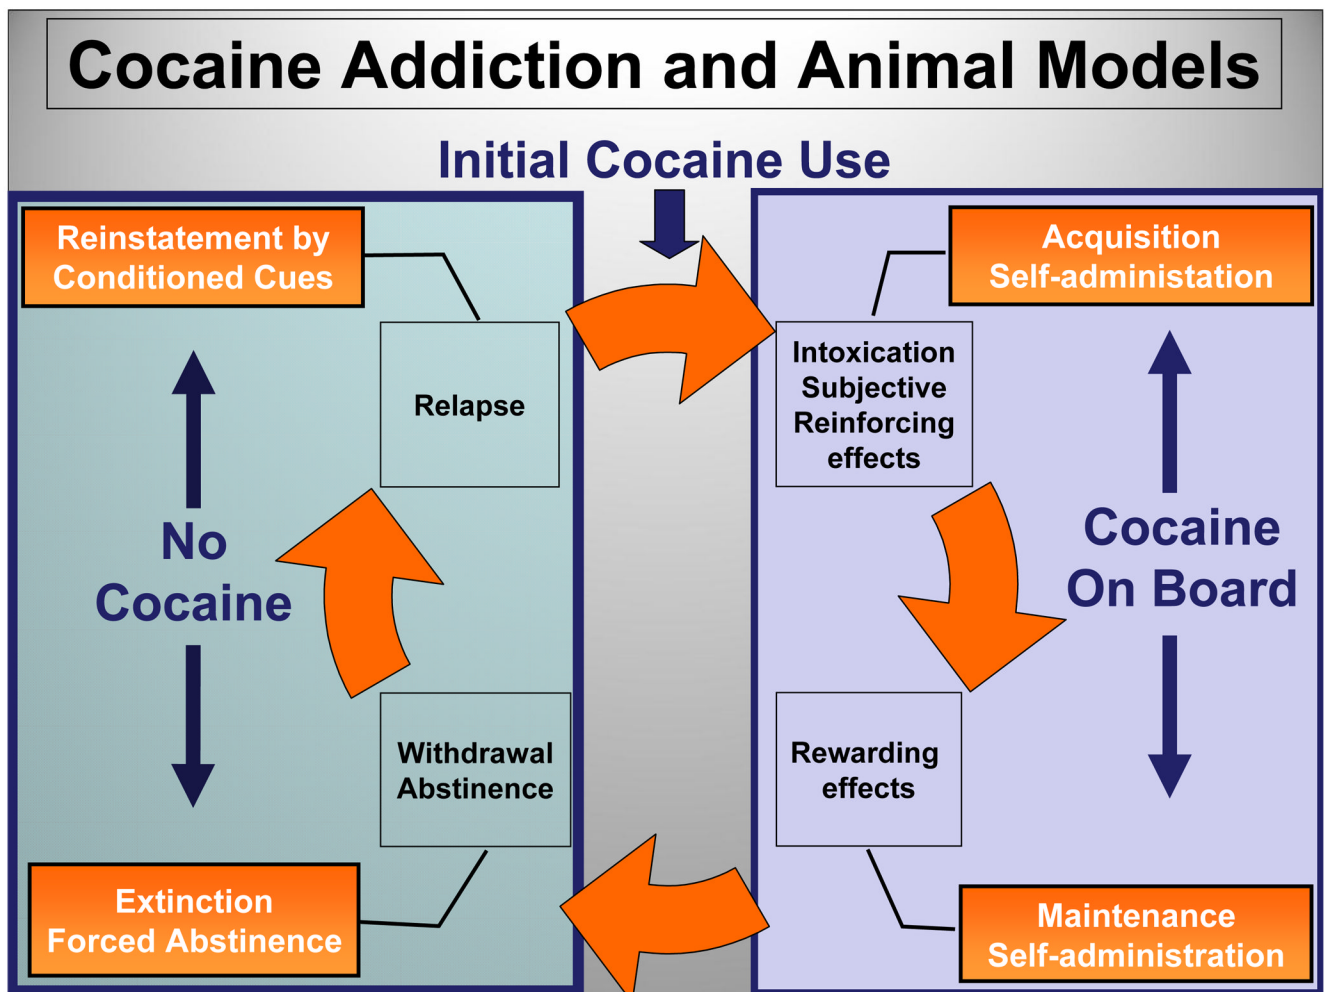 Cocaine Addiction and Animal Models
Initial Cocaine Use
Reinstatement by
Conditioned Cues
Relapse
No
Cocaine
Withdrawal
Abstinence
Extinction
Forced Abstinence
Acquisition
Self-administation
Intoxication
Subjective
Reinforcing
effects
Cocaine
On Board
Rewarding
effects
Maintenance
Self-administration